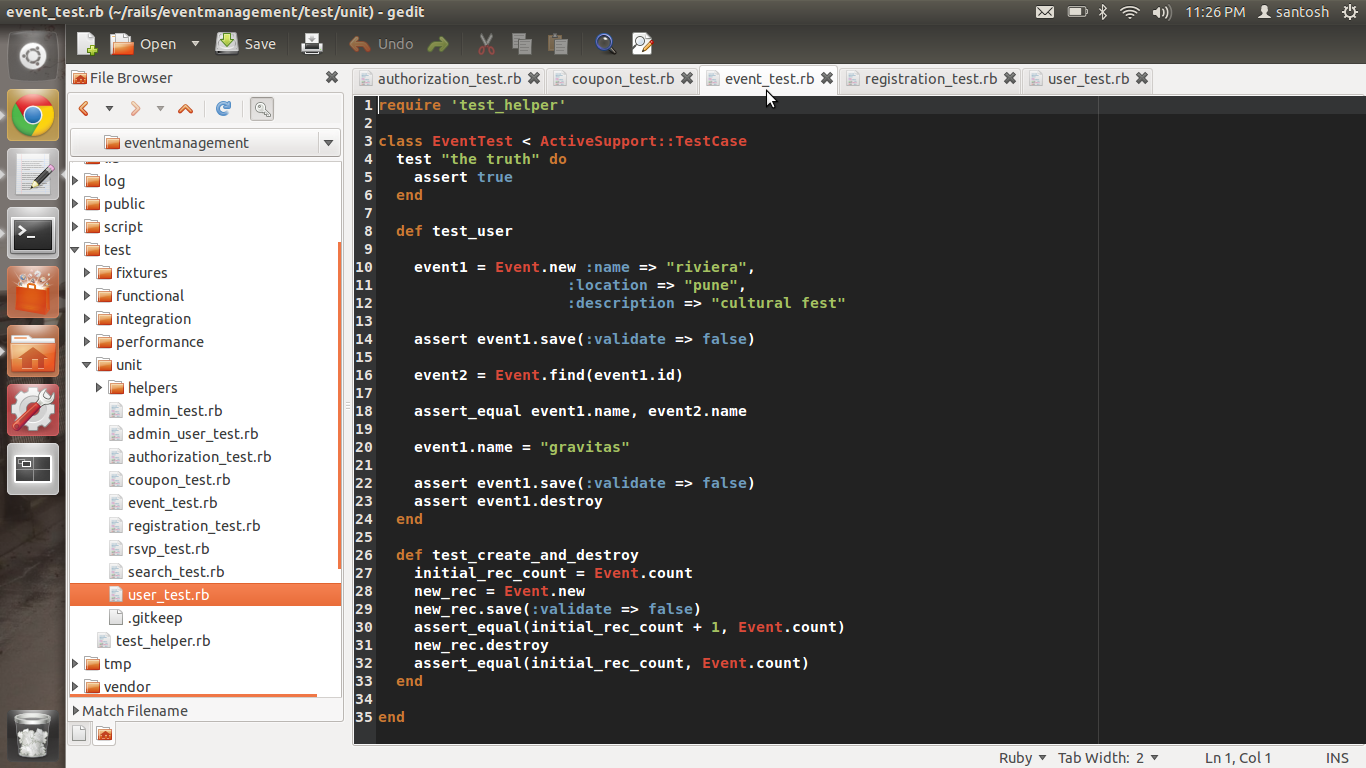 event_test.rb (~/rails/eventmanagement/test/unit) - gedit
11:26 PM
santosh
Open
Save
Undo
File Browser
authorization_test.rb
coupon_test.rb
event_test.rb
registration_test.rb
user_test.rb
eventmanagement
log
public
script
test
fixtures
functional
integration
performance
unit
helpers
admin_test.rb
admin_user_test.rb
authorization_test.rb
coupon_test.rb
event_test.rb
registration_test.rb
rsvp_test.rb
search_test.rb
user_test.rb
.gitkeep
test_helper.rb
tmp
vendor
Match Filename
1 require 'test_helper'
2
3 class EventTest < ActiveSupport::TestCase
4   test "the truth" do
5     assert true
6   end
7
8   def test_user
9
10     event1 = Event.new :name => "riviera",
11                      :location => "pune",
12                      :description => "cultural fest"
13
14     assert event1.save(:validate => false)
15
16     event2 = Event.find(event1.id)
17
18     assert_equal event1.name, event2.name
19
20     event1.name = "gravitas"
21
22     assert event1.save(:validate => false)
23     assert event1.destroy
24   end
25
26   def test_create_and_destroy
27     initial_rec_count = Event.count
28     new_rec = Event.new
29     new_rec.save(:validate => false)
30     assert_equal(initial_rec_count + 1, Event.count)
31     new_rec.destroy
32     assert_equal(initial_rec_count, Event.count)
33   end
34
35 end
Ruby
Tab Width: 2
Ln 1, Col 1
INS